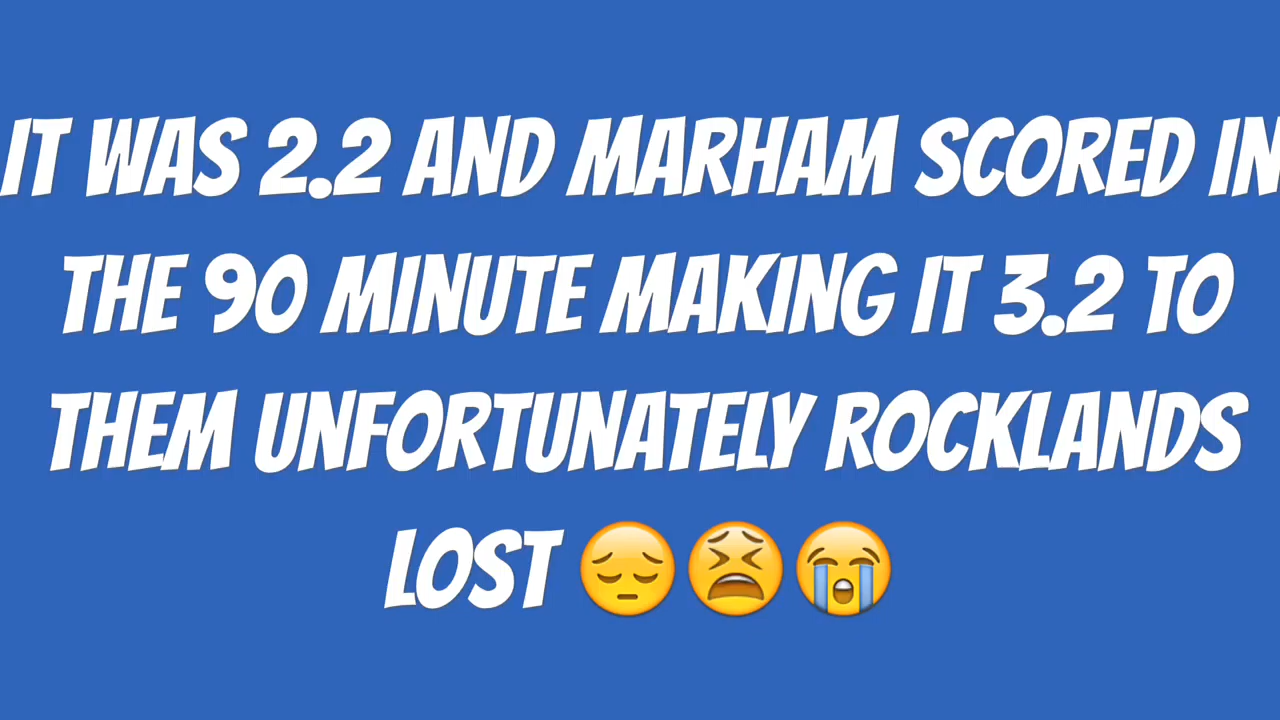 IT WAS 2.2 AND MARHAM SCORED IN
THE 90 MINUTE MAKING IT 3.2 TO
THEM UNFORTUNATELY ROCKLANDS
LOST 😔😫😭